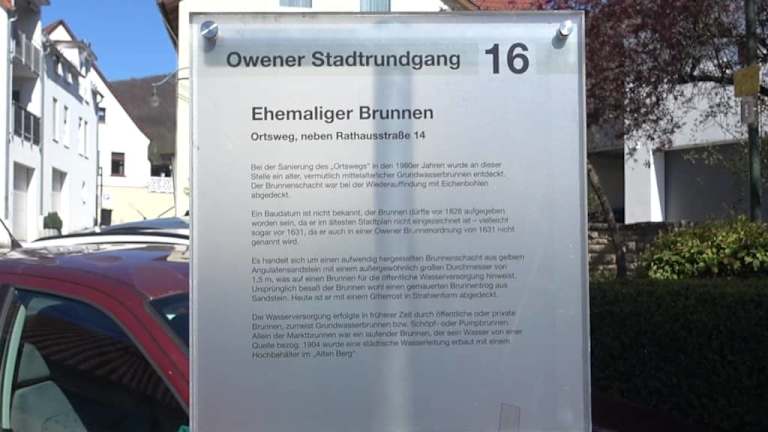 Owener Stadtrundgang 16
Ehemaliger Brunnen
Ortsweg, neben Rathausstraße 14
Bei der Sanierung des „Ortswegs“ in den 1980er Jahren wurde an dieser
Stelle ein alter, vermutlich mittelalterlicher Grundwasserbrunnen entdeckt.
Der Brunnenschacht war bei der Wiederauffindung mit Eichenbohlen
abgedeckt.
Ein Baudatum ist nicht bekannt, der Brunnen dürfte vor 1828 aufgegeben
worden sein, da er im ältesten Stadtplan nicht eingezeichnet ist – vielleicht
sogar vor 1631, da er auch in einer Owener Brunnenordnung von 1631 nicht
genannt wird.
Es handelt sich um einen aufwendig hergestellten Brunnenschacht aus gelbem
Angulatensandstein mit einem außergewöhnlich großen Durchmesser von
1,5 m, was auf einen Brunnen für die öffentliche Wasserversorgung hinweist.
Ursprünglich besaß der Brunnen wohl einen gemauerten Brunnentrog aus
Sandstein. Heute ist er mit einem Gitterrost in Strahlenform abgedeckt.
Die Wasserversorgung erfolgte in früherer Zeit durch öffentliche oder private
Brunnen, zumeist Grundwasserbrunnen bzw. Schöpf- oder Pumpbrunnen.
Allein der Marktbrunnen war ein laufender Brunnen, der sein Wasser von einer
Quelle bezog. 1904 wurde eine städtische Wasserleitung erbaut mit einem
Hochbehälter im „Alten Berg“